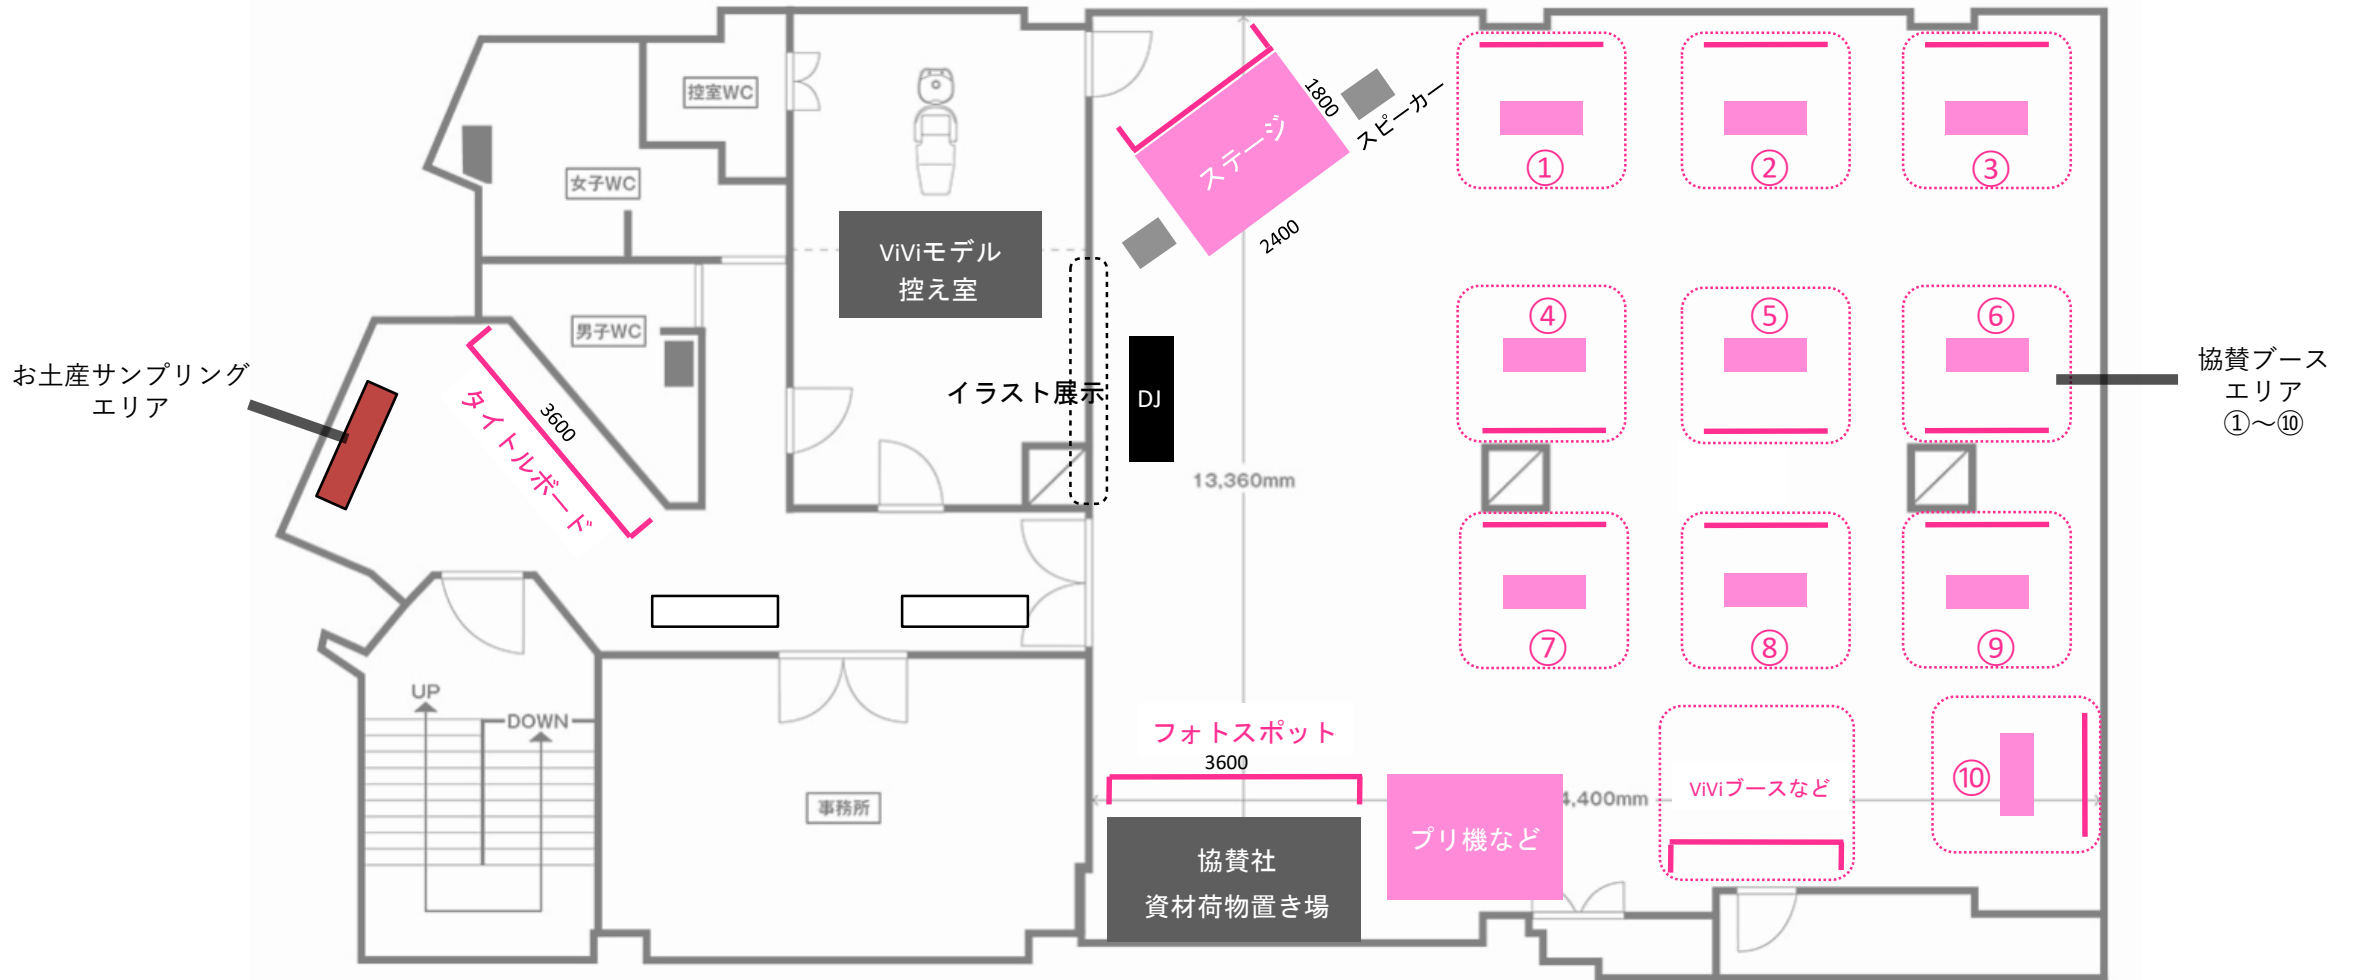 控室WC
女子WC
男子WC
ViViモデル
控え室
イラスト展示
DJ
ステージ
1800
2400
スピーカー
①
②
③
④
⑤
⑥
⑦
⑧
⑨
⑩
協賛ブース
エリア
①〜⑩
お土産サンプリング
エリア
タイトルボード
3600
13,360mm
UP
DOWN
事務所
フォトスポット
3600
協賛社
資材荷物置き場
プリ機など
4,400mm
ViViブースなど